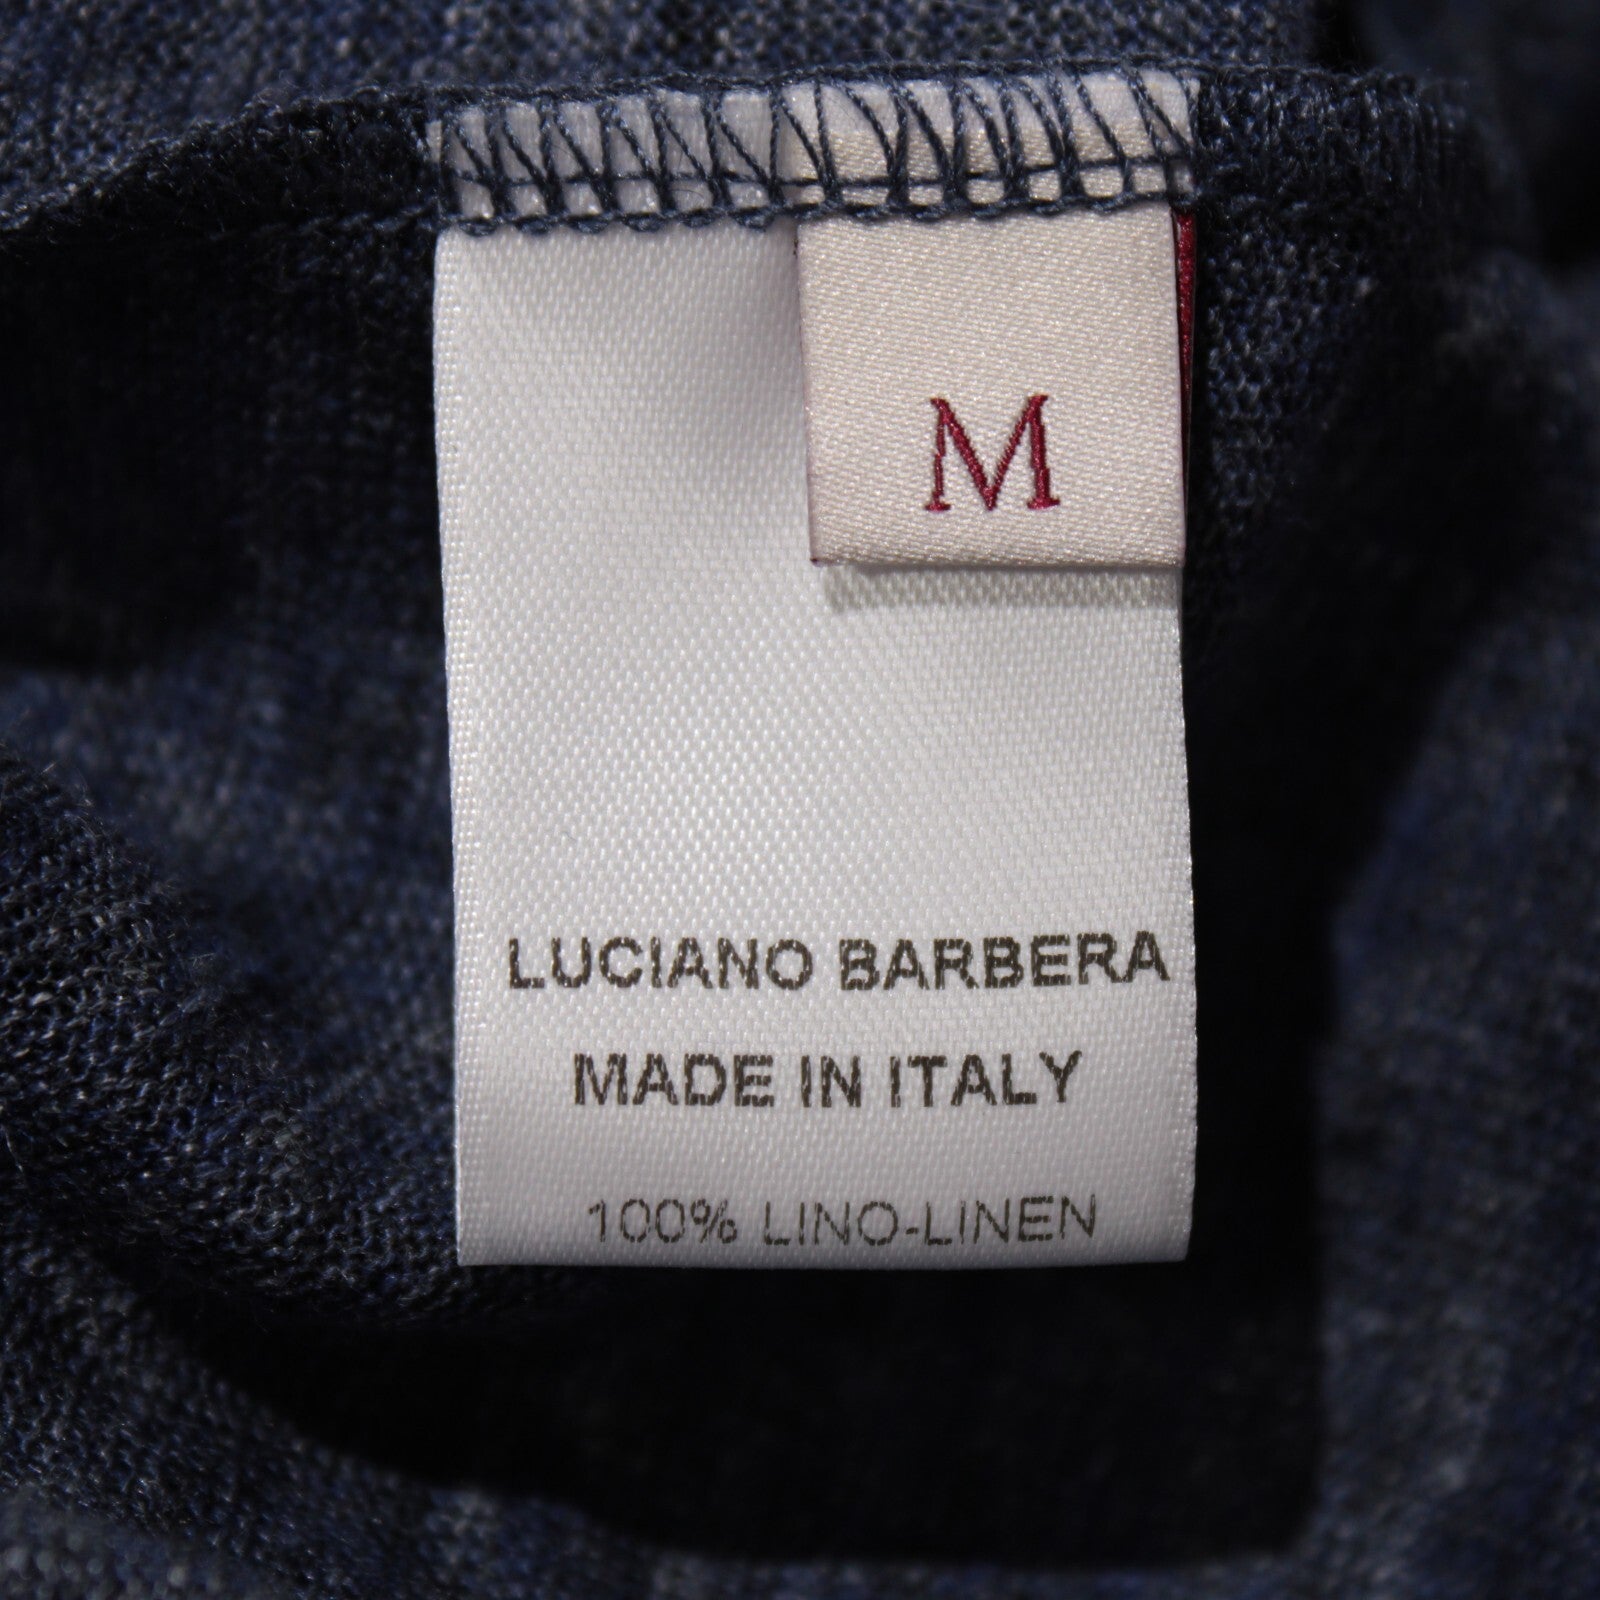 M
LUCIANO BARBERA
MADE IN ITALY
100% LINO-LINEN